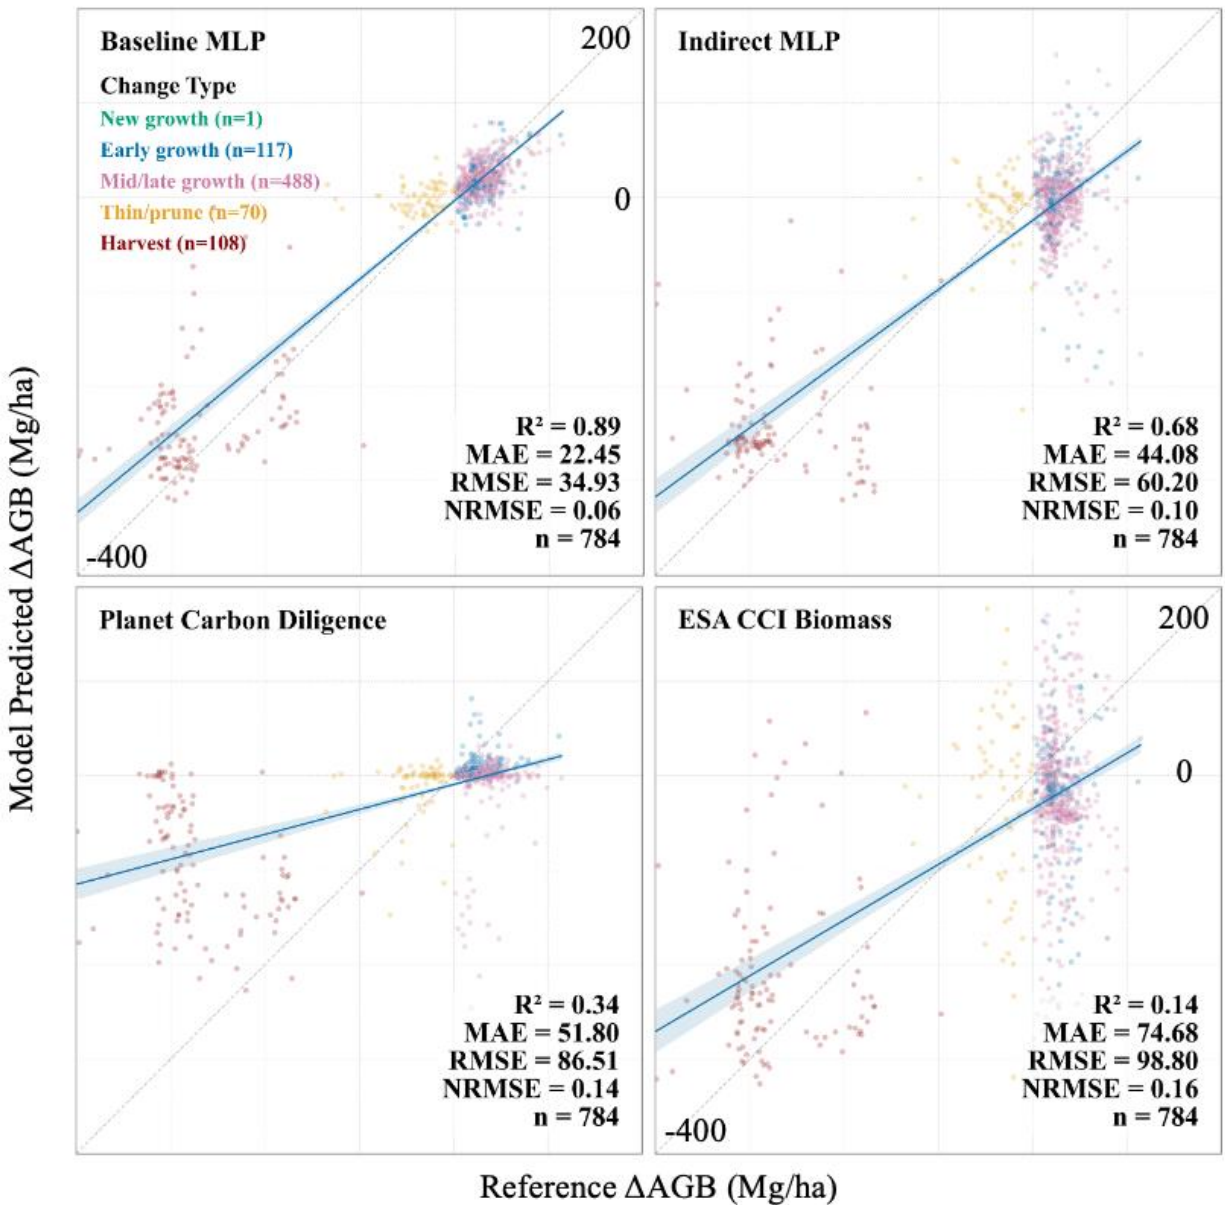 Baseline MLP
200
Change Type
New growth (n=1)
Early growth (n=117)
Mid/late growth (n=488)
Thin/prune (n=70)
Harvest (n=108)
0
R² = 0.89
MAE = 22.45
RMSE = 34.93
NRMSE = 0.06
n = 784
-400
Indirect MLP
R² = 0.68
MAE = 44.08
RMSE = 60.20
NRMSE = 0.10
n = 784
Planet Carbon Diligence
R² = 0.34
MAE = 51.80
RMSE = 86.51
NRMSE = 0.14
n = 784
ESA CCI Biomass
200
0
R² = 0.14
MAE = 74.68
RMSE = 98.80
NRMSE = 0.16
n = 784
-400
Model Predicted ΔAGB (Mg/ha)
Reference ΔAGB (Mg/ha)